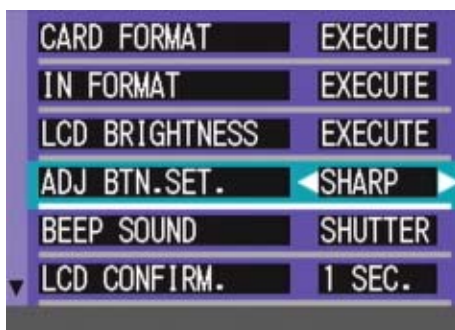 CARD FORMAT EXECUTE
IN FORMAT EXECUTE
LCD BRIGHTNESS EXECUTE
ADJ BTN.SET. SHARP
BEEP SOUND SHUTTER
LCD CONFIRM. 1 SEC.